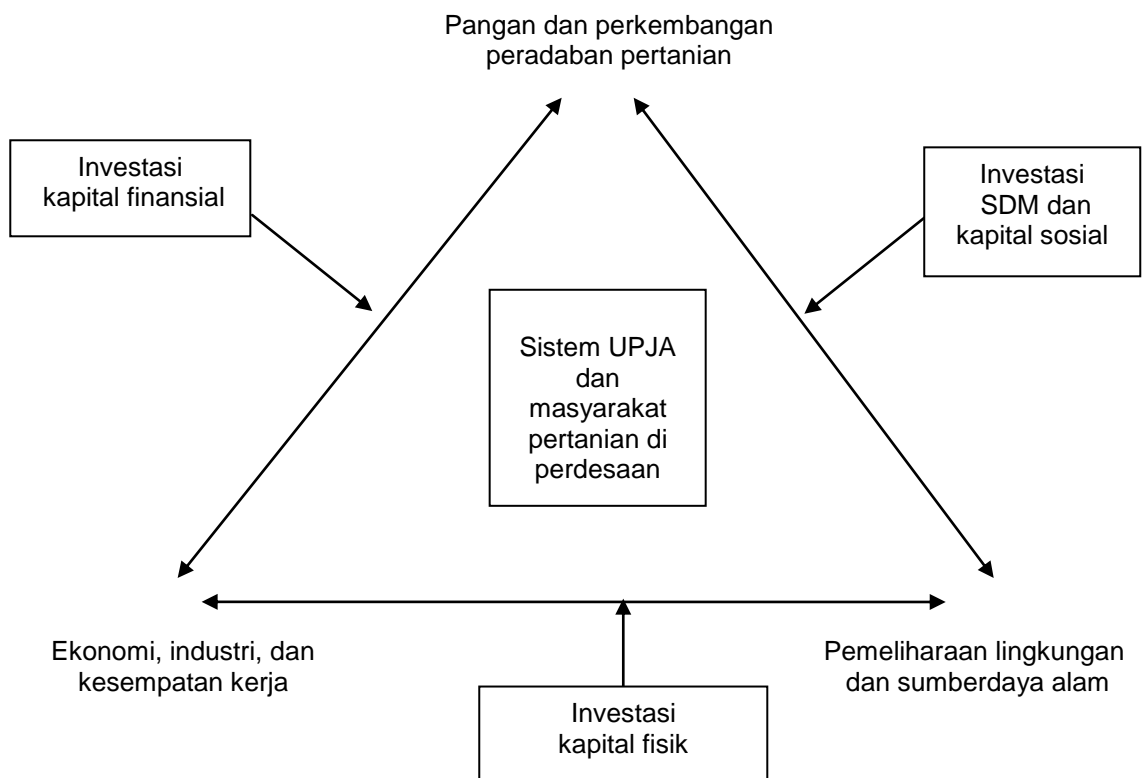 Pangan dan perkembangan
peradaban pertanian
Investasi
kapital finansial
Investasi
SDM dan
kapital sosial
Sistem UPJA
dan
masyarakat
pertanian di
perdesaan
Ekonomi, industri, dan
kesempatan kerja
Pemeliharaan lingkungan
dan sumberdaya alam
Investasi
kapital fisik